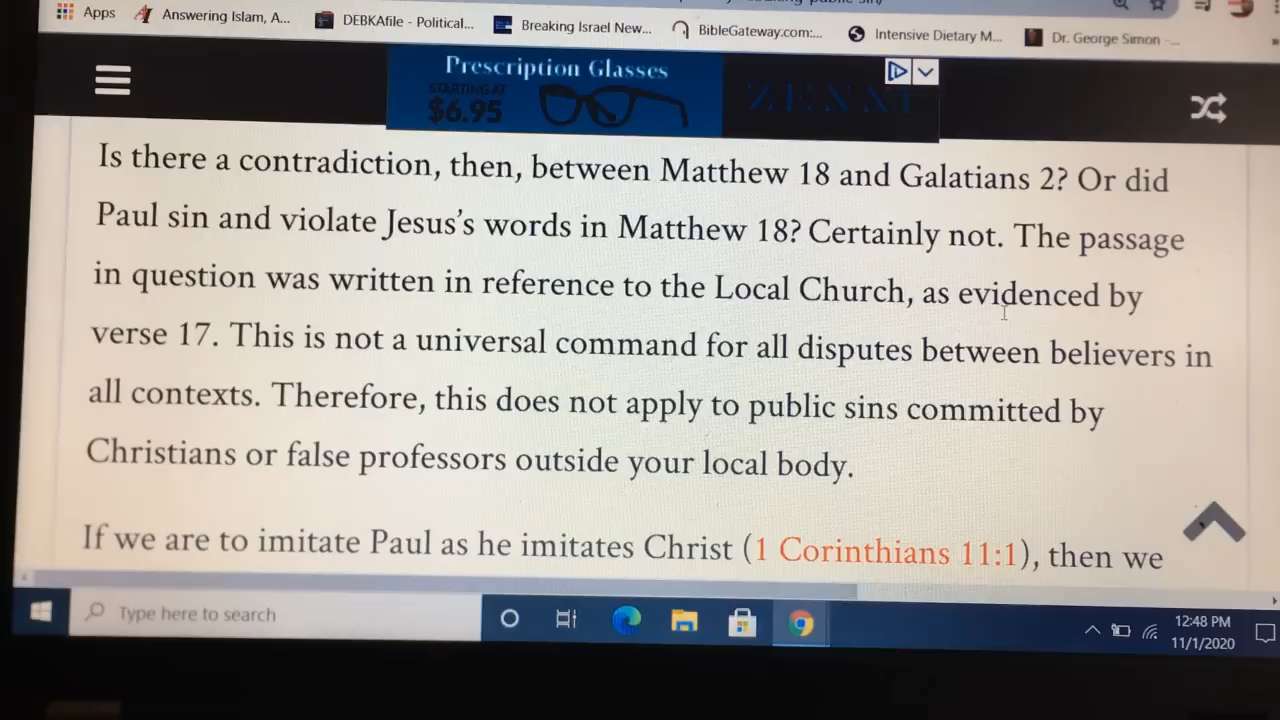 Apps Answering Islam, A... DEBKAfile - Political... Breaking Israel New... BibleGateway.com:... Intensive Dietary M... Dr. George Simon -...
Prescription Glasses
STARTING AT
$6.95
ZENNI
Is there a contradiction, then, between Matthew 18 and Galatians 2? Or did
Paul sin and violate Jesus's words in Matthew 18? Certainly not. The passage
in question was written in reference to the Local Church, as evidenced by
verse 17. This is not a universal command for all disputes between believers in
all contexts. Therefore, this does not apply to public sins committed by
Christians or false professors outside your local body.
If we are to imitate Paul as he imitates Christ (1 Corinthians 11:1), then we
Type here to search
12:48 PM
11/1/2020